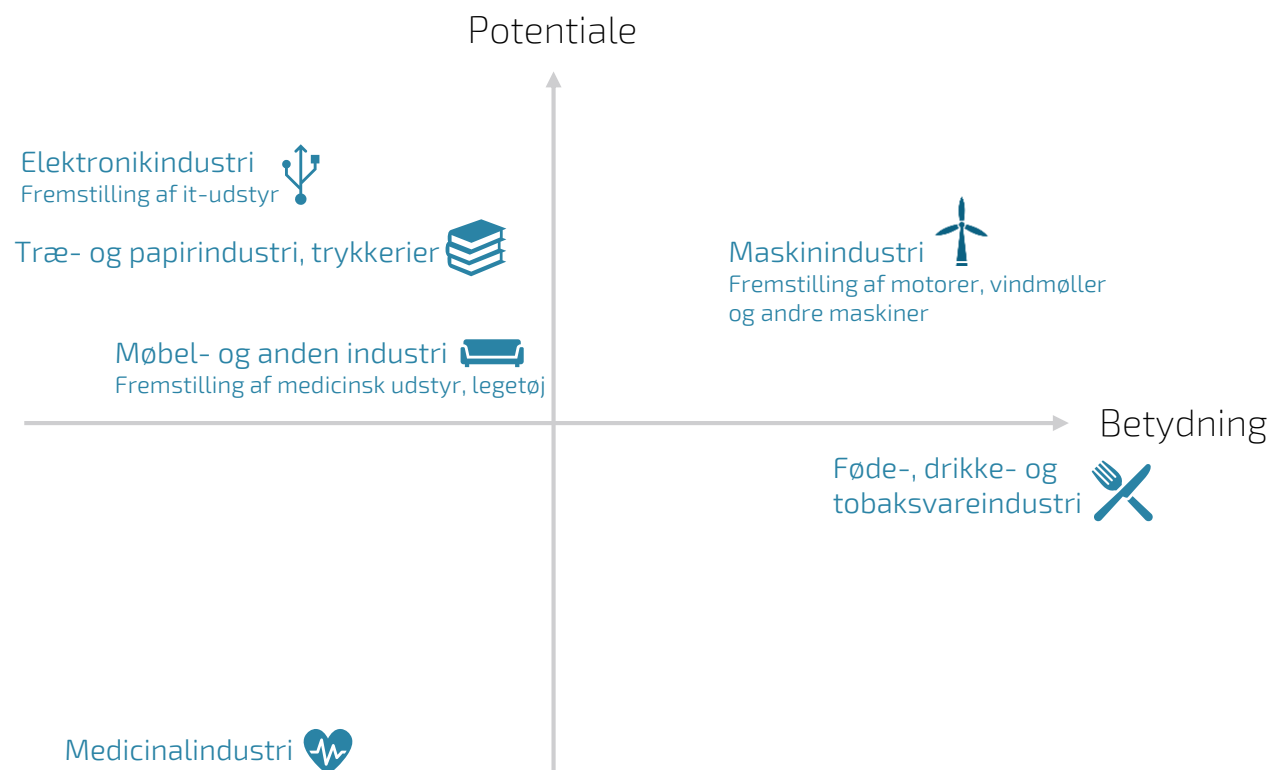 Potentiale
Elektronikindustri
Fremstilling af it-udstyr
Træ- og papirindustri, trykkerier
Maskinindustri
Fremstilling af motorer, vindmøller
og andre maskiner
Møbel- og anden industri
Fremstilling af medicinsk udstyr, legetøj
Betydning
Føde-, drikke- og
tobaksvareindustri
Medicinalindustri